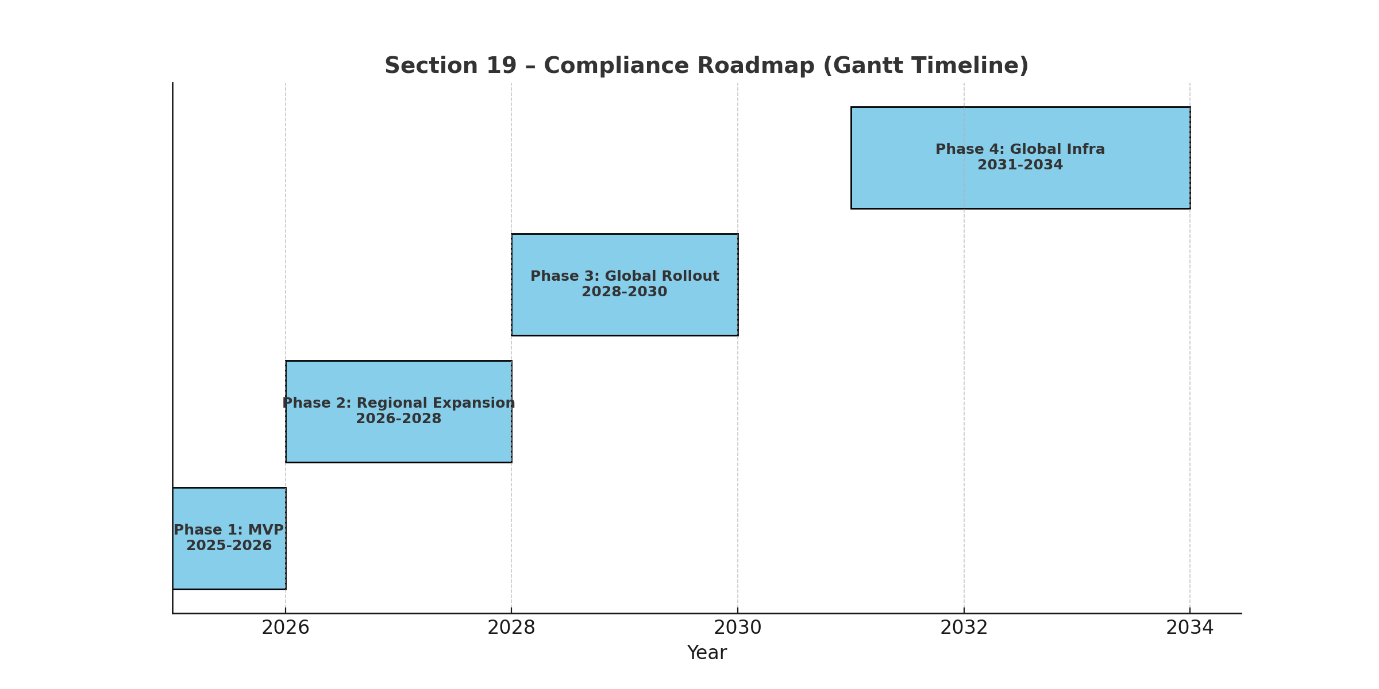 Section 19 – Compliance Roadmap (Gantt Timeline)
Phase 4: Global Infra
2031-2034
Phase 3: Global Rollout
2028-2030
Phase 2: Regional Expansion
2026-2028
Phase 1: MVP
2025-2026
2026 2028 2030 2032 2034
Year